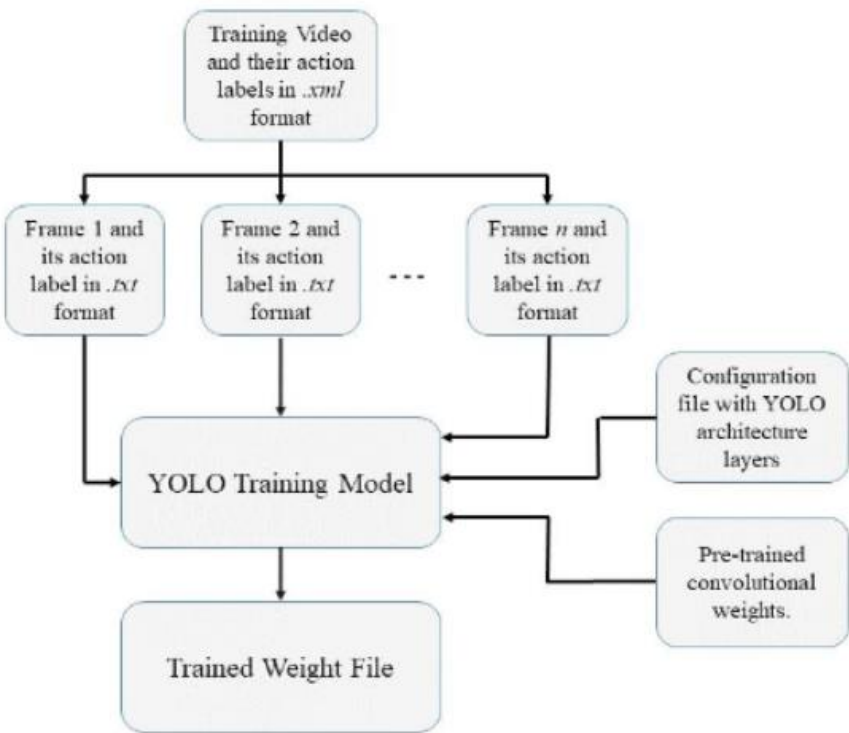 Training Video
and their action
labels in .xml
format
Frame 1 and
its action
label in .txt
format
Frame 2 and
its action
label in .txt
format
---
Frame n and
its action
label in .txt
format
Configuration
file with YOLO
architecture
layers
YOLO Training Model
Pre-trained
convolutional
weights.
Trained Weight File